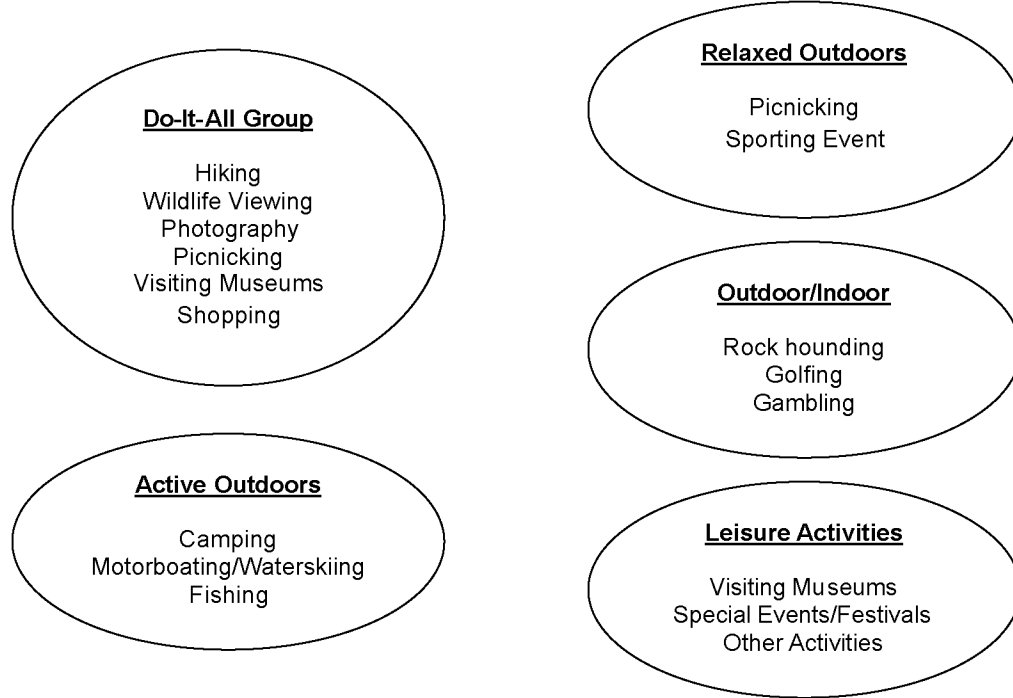 Do-It-All Group
Hiking
Wildlife Viewing
Photography
Picnicking
Visiting Museums
Shopping
Active Outdoors
Camping
Motorboating/Waterskiing
Fishing
Relaxed Outdoors
Picnicking
Sporting Event
Outdoor/Indoor
Rock hounding
Golfing
Gambling
Leisure Activities
Visiting Museums
Special Events/Festivals
Other Activities